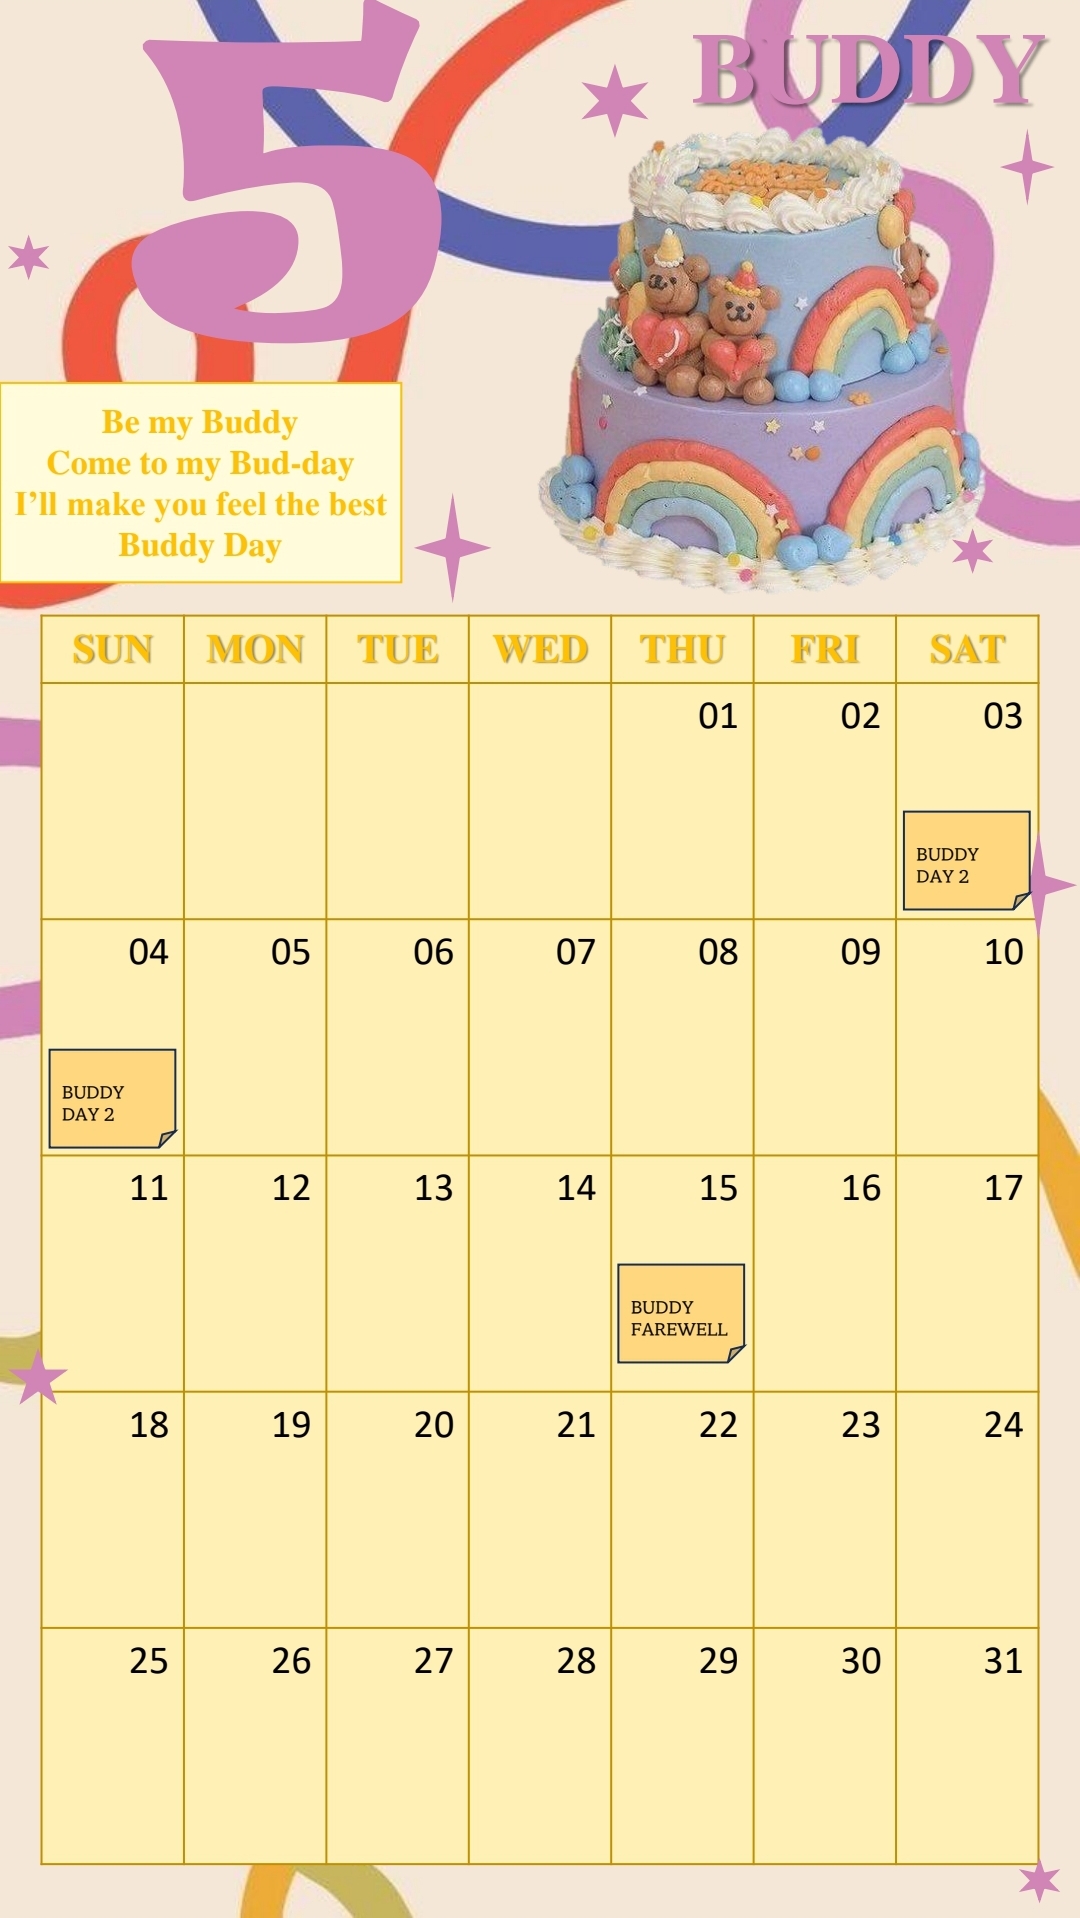 5
BUDDY
Be my Buddy
Come to my Bud-day
I’ll make you feel the best
Buddy Day
SUN MON TUE WED THU FRI SAT
01 02 03
BUDDY
DAY 2
04 05 06 07 08 09 10
BUDDY
DAY 2
11 12 13 14 15 16 17
BUDDY
FAREWELL
18 19 20 21 22 23 24
25 26 27 28 29 30 31